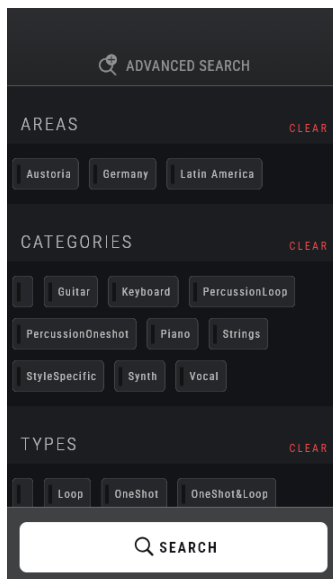 ADVANCED SEARCH
AREAS
CLEAR
Austoria Germany Latin America
CATEGORIES
CLEAR
Guitar Keyboard PercussionLoop
PercussionOneshot Piano Strings
StyleSpecific Synth Vocal
TYPES
CLEAR
Loop OneShot OneShot&Loop
SEARCH